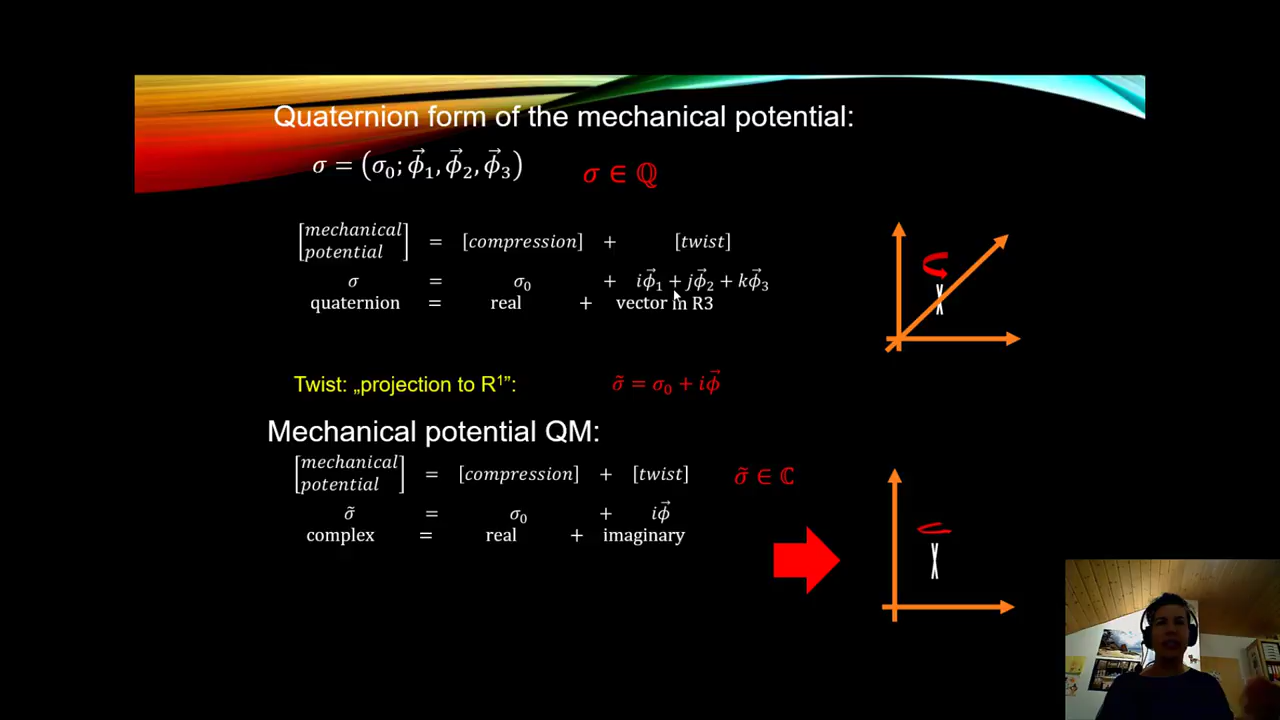 Quaternion form of the mechanical potential:
σ = (σ₀; ϕ⃗₁, ϕ⃗₂, ϕ⃗₃)
σ ∈ ℚ
[mechanical potential] = [compression] + [twist]
σ = σ₀ + iϕ⃗₁ + jϕ⃗₂ + kϕ⃗₃
quaternion = real + vector in R3
Twist: „projection to R¹”:
σ̃ = σ₀ + iϕ⃗
Mechanical potential QM:
[mechanical potential] = [compression] + [twist]
σ̃ ∈ ℂ
σ̃ = σ₀ + iϕ⃗
complex = real + imaginary